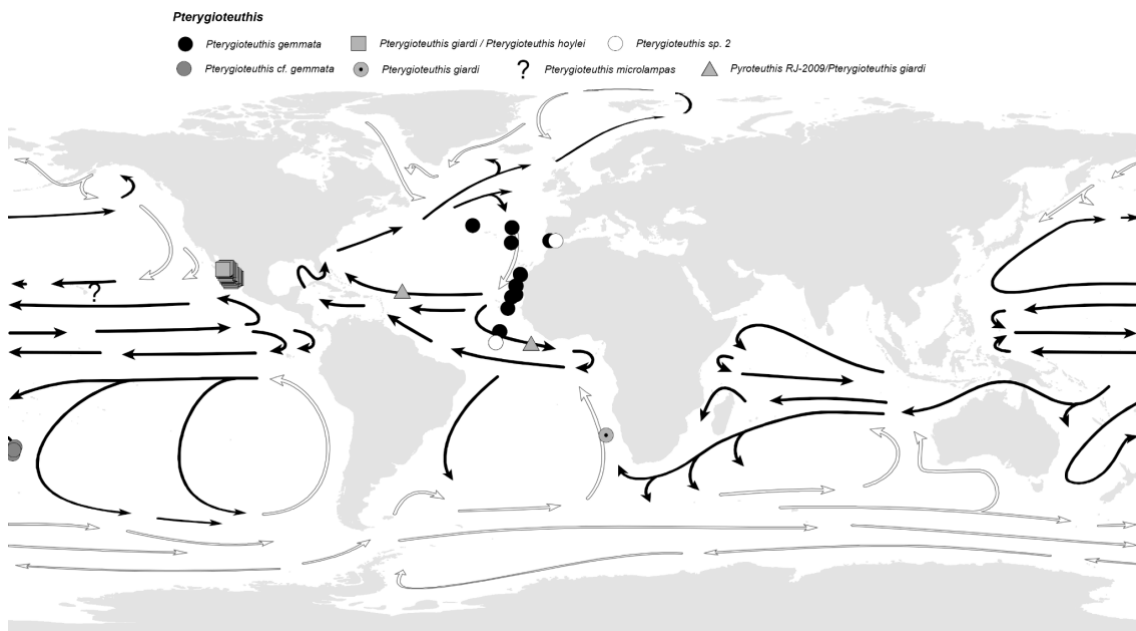 Pterygioteuthis
Pterygioteuthis gemmata Pterygioteuthis giardi / Pterygioteuthis hoylei Pterygioteuthis sp. 2
Pterygioteuthis cf. gemmata Pterygioteuthis giardi ? Pterygioteuthis microlampas Pyroteuthis RJ-2009/Pterygioteuthis giardi
?